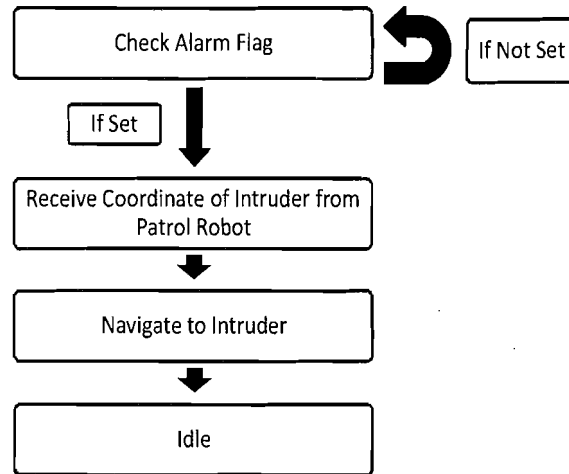 Check Alarm Flag
If Not Set
If Set
Receive Coordinate of Intruder from
Patrol Robot
Navigate to Intruder
Idle